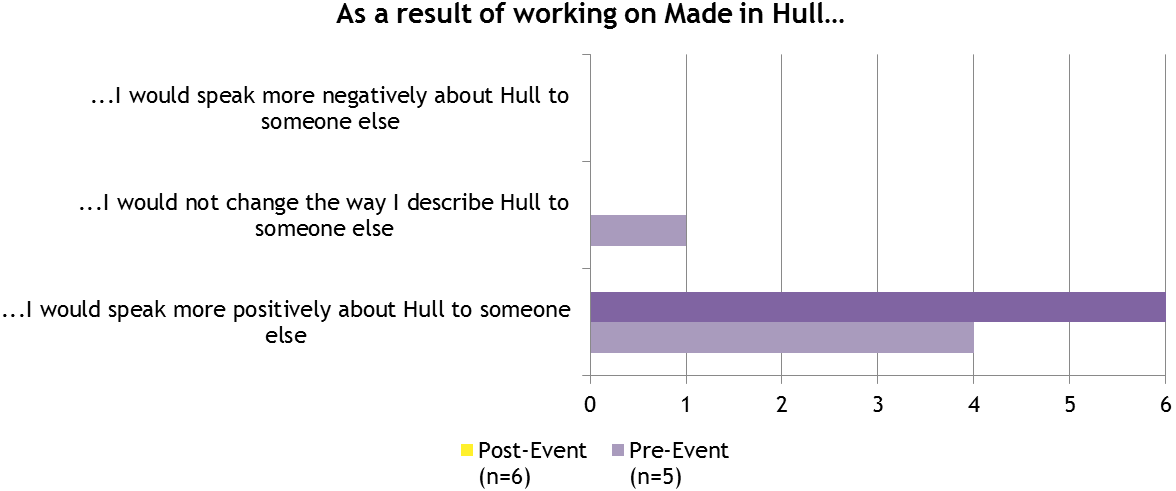 As a result of working on Made in Hull…
...I would speak more negatively about Hull to
someone else
...I would not change the way I describe Hull to
someone else
...I would speak more positively about Hull to someone
else
0 1 2 3 4 5 6
Post-Event
(n=6)
Pre-Event
(n=5)